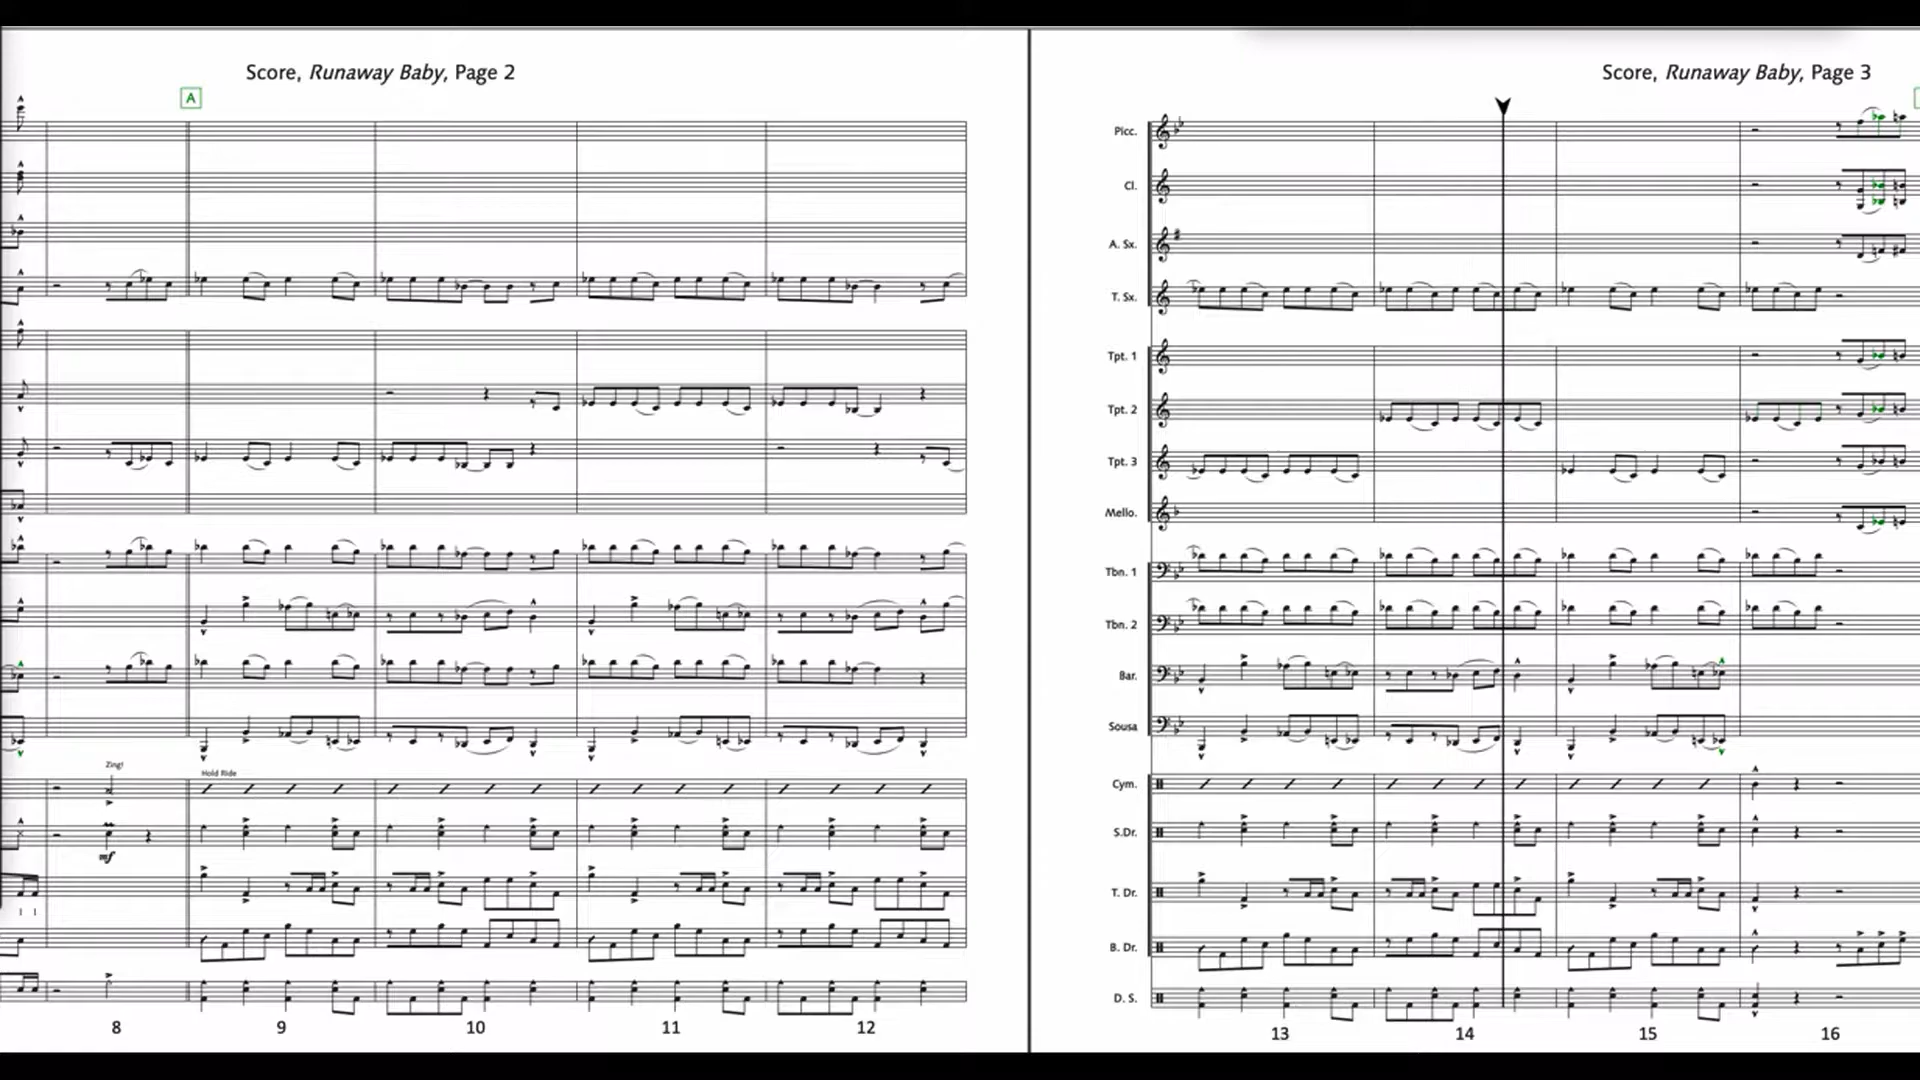 Score, Runaway Baby, Page 2
A
Zing!
Hold Ride
mf
8
9
10
11
12
Score, Runaway Baby, Page 3
Picc.
Cl.
A. Sx.
T. Sx.
Tpt. 1
Tpt. 2
Tpt. 3
Mello.
Tbn. 1
Tbn. 2
Bar.
Sousa
Cym.
S.Dr.
T. Dr.
B. Dr.
D. S.
13
14
15
16